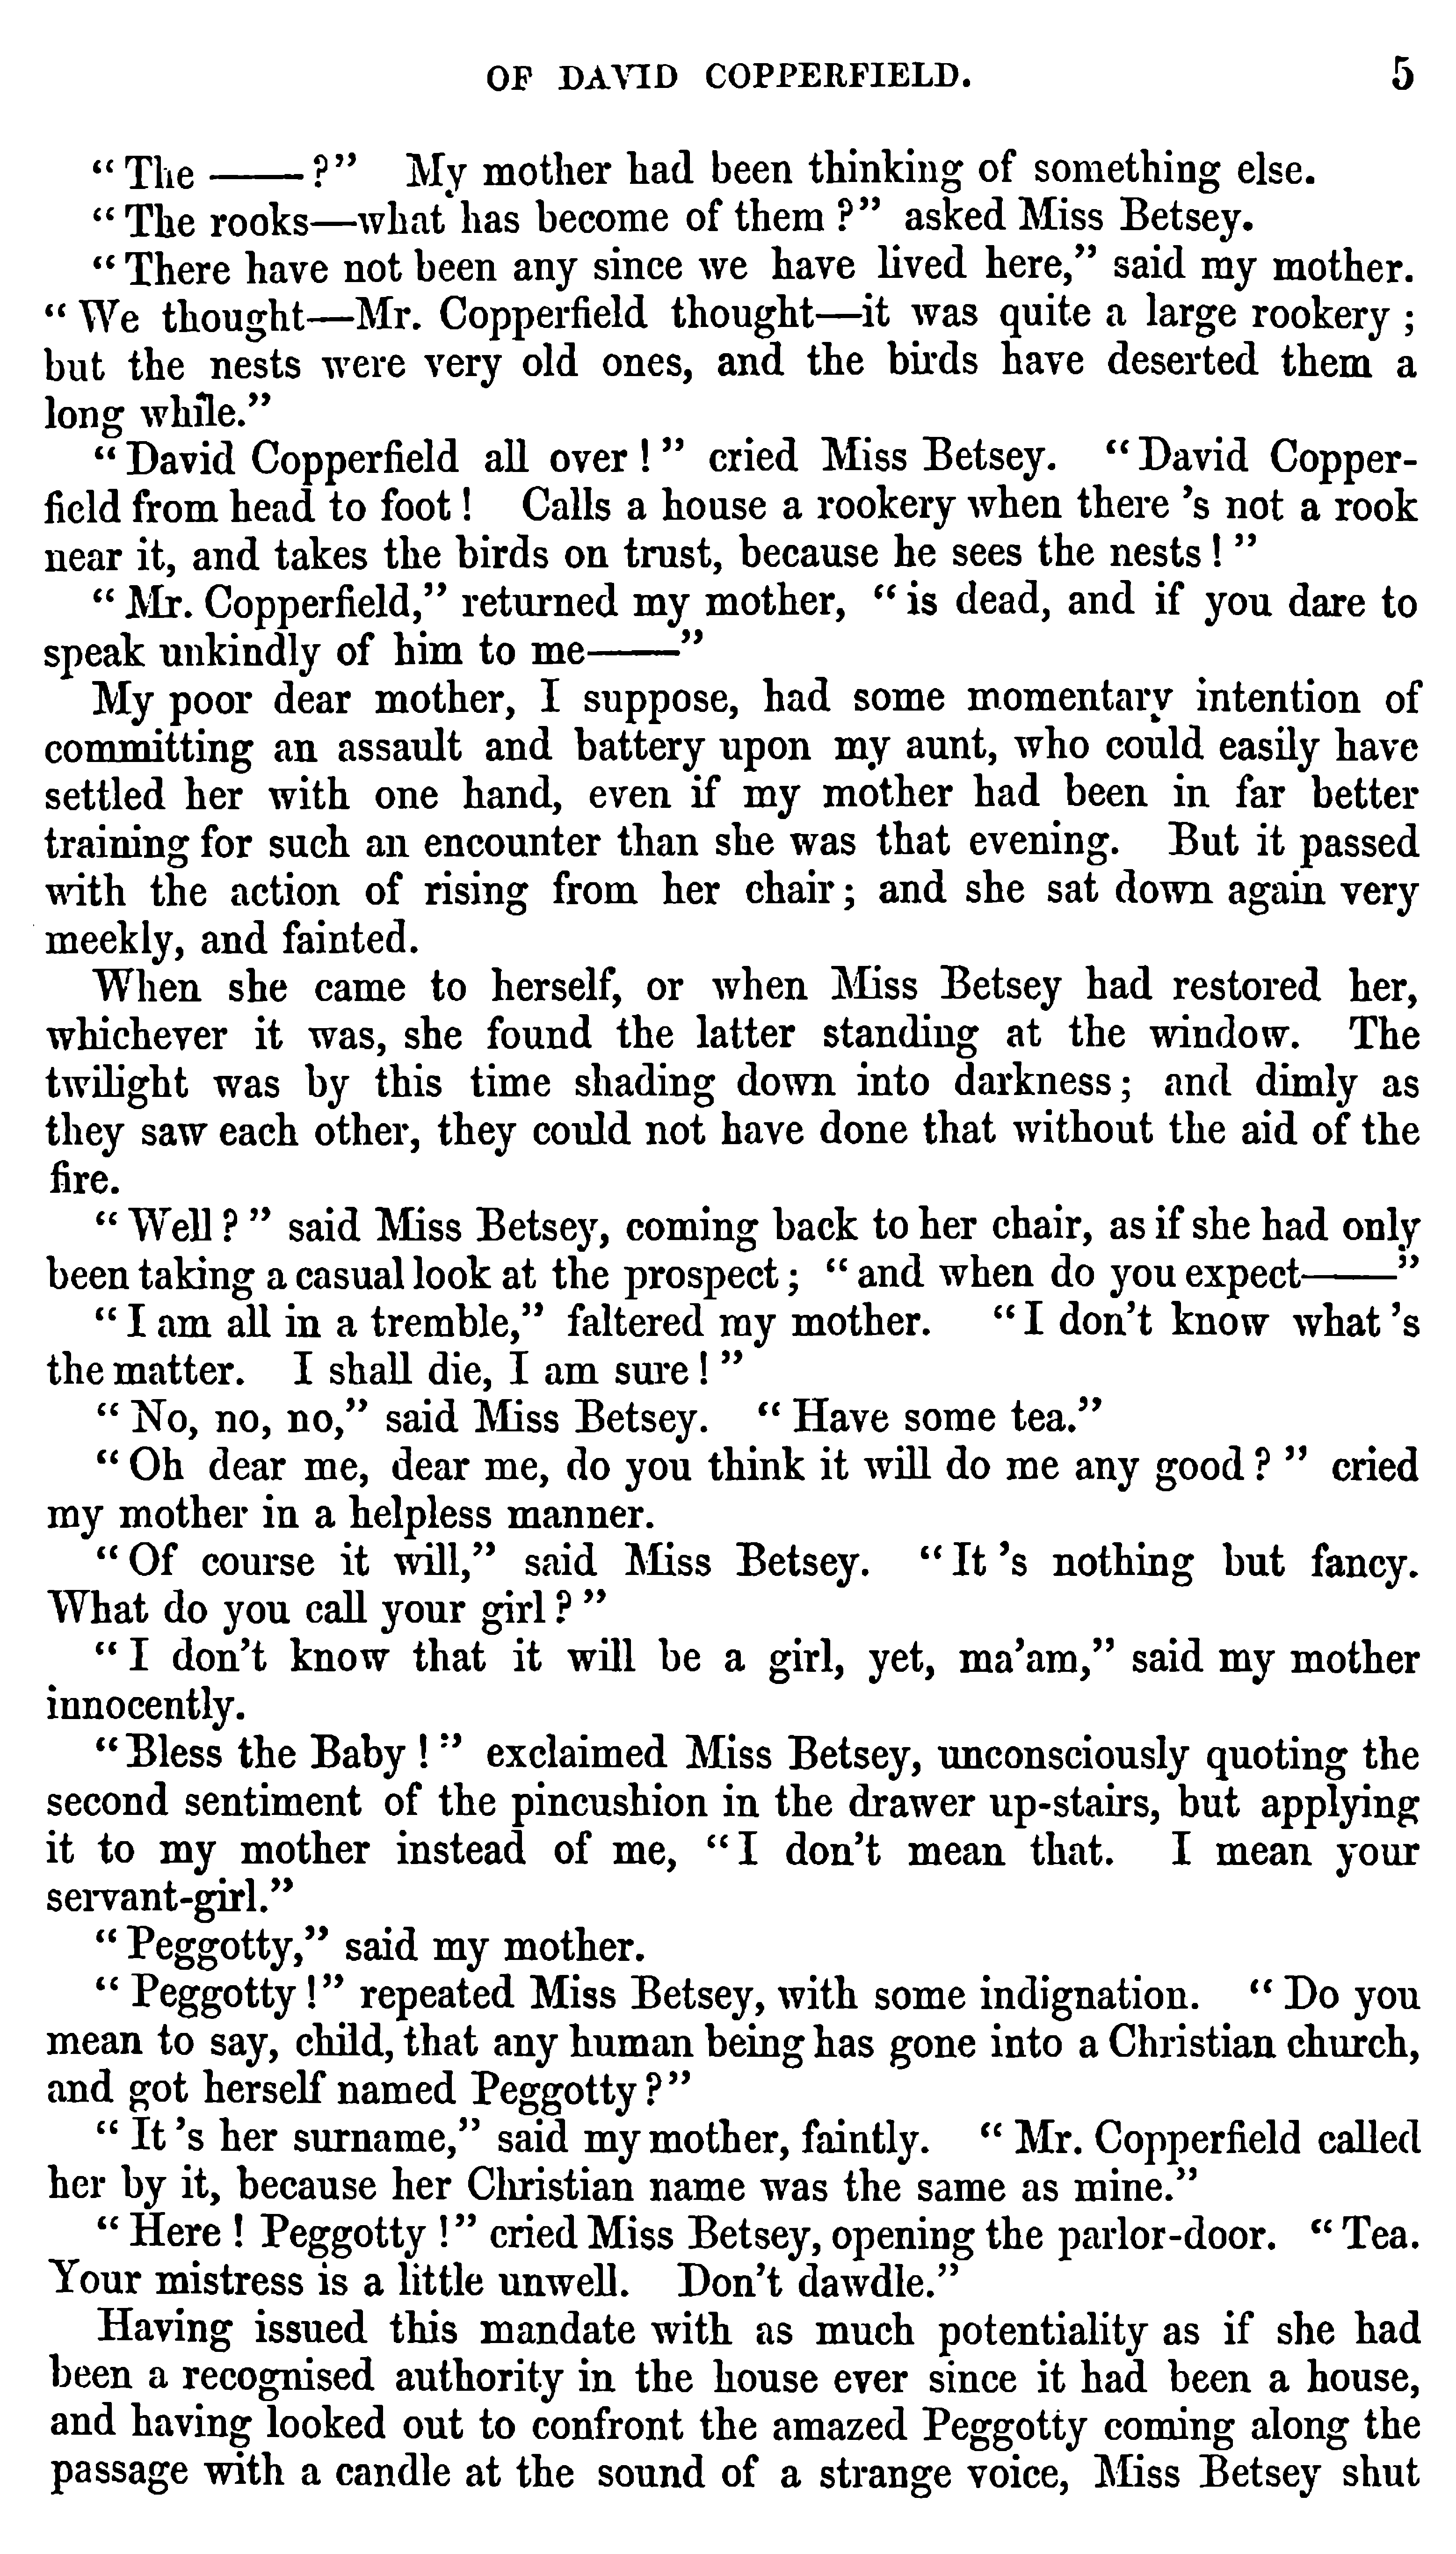 OF DAVID COPPERFIELD. 5
“The ——?” My mother had been thinking of something else.
“The rooks—what has become of them?” asked Miss Betsey.
“There have not been any since we have lived here,” said my mother.
“We thought—Mr. Copperfield thought—it was quite a large rookery;
but the nests were very old ones, and the birds have deserted them a
long while.”
“David Copperfield all over!” cried Miss Betsey. “David Copper-
field from head to foot! Calls a house a rookery when there 's not a rook
near it, and takes the birds on trust, because he sees the nests!”
“Mr. Copperfield,” returned my mother, “is dead, and if you dare to
speak unkindly of him to me——”
My poor dear mother, I suppose, had some momentary intention of
committing an assault and battery upon my aunt, who could easily have
settled her with one hand, even if my mother had been in far better
training for such an encounter than she was that evening. But it passed
with the action of rising from her chair; and she sat down again very
meekly, and fainted.
When she came to herself, or when Miss Betsey had restored her,
whichever it was, she found the latter standing at the window. The
twilight was by this time shading down into darkness; and dimly as
they saw each other, they could not have done that without the aid of the
fire.
“Well?” said Miss Betsey, coming back to her chair, as if she had only
been taking a casual look at the prospect; “and when do you expect——”
“I am all in a tremble,” faltered my mother. “I don't know what 's
the matter. I shall die, I am sure!”
“No, no, no,” said Miss Betsey. “Have some tea.”
“Oh dear me, dear me, do you think it will do me any good?” cried
my mother in a helpless manner.
“Of course it will,” said Miss Betsey. “It 's nothing but fancy.
What do you call your girl?”
“I don't know that it will be a girl, yet, ma'am,” said my mother
innocently.
“Bless the Baby!” exclaimed Miss Betsey, unconsciously quoting the
second sentiment of the pincushion in the drawer up-stairs, but applying
it to my mother instead of me, “I don't mean that. I mean your
servant-girl.”
“Peggotty,” said my mother.
“Peggotty!” repeated Miss Betsey, with some indignation. “Do you
mean to say, child, that any human being has gone into a Christian church,
and got herself named Peggotty?”
“It 's her surname,” said my mother, faintly. “Mr. Copperfield called
her by it, because her Christian name was the same as mine.”
“Here! Peggotty!” cried Miss Betsey, opening the parlor-door. “Tea.
Your mistress is a little unwell. Don't dawdle.”
Having issued this mandate with as much potentiality as if she had
been a recognised authority in the house ever since it had been a house,
and having looked out to confront the amazed Peggotty coming along the
passage with a candle at the sound of a strange voice, Miss Betsey shut